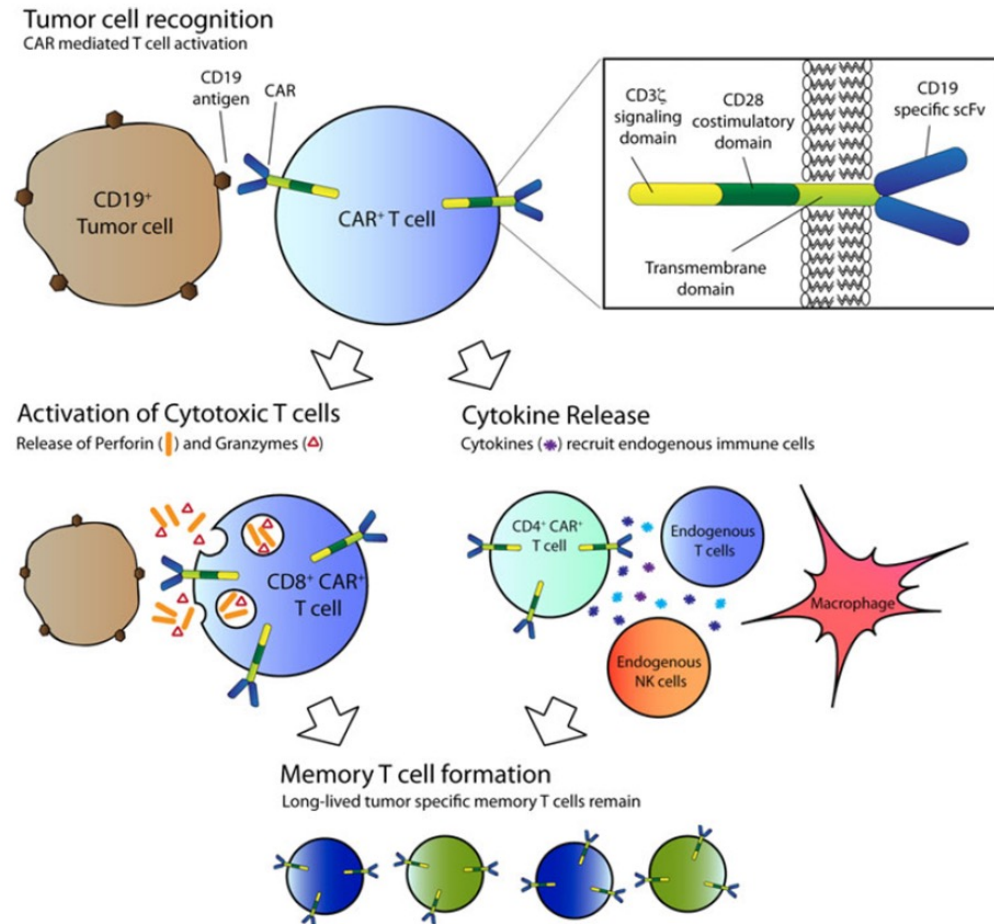 Tumor cell recognition
CAR mediated T cell activation
CD19
antigen
CAR
CD19⁺
Tumor cell
CAR⁺ T cell
CD3ζ
signaling
domain
CD28
costimulatory
domain
CD19
specific scFv
Transmembrane
domain
Activation of Cytotoxic T cells
Release of Perforin ( ) and Granzymes ( )
CD8⁺ CAR⁺
T cell
Cytokine Release
Cytokines ( ) recruit endogenous immune cells
CD4⁺ CAR⁺
T cell
Endogenous
T cells
Macrophage
Endogenous
NK cells
Memory T cell formation
Long-lived tumor specific memory T cells remain